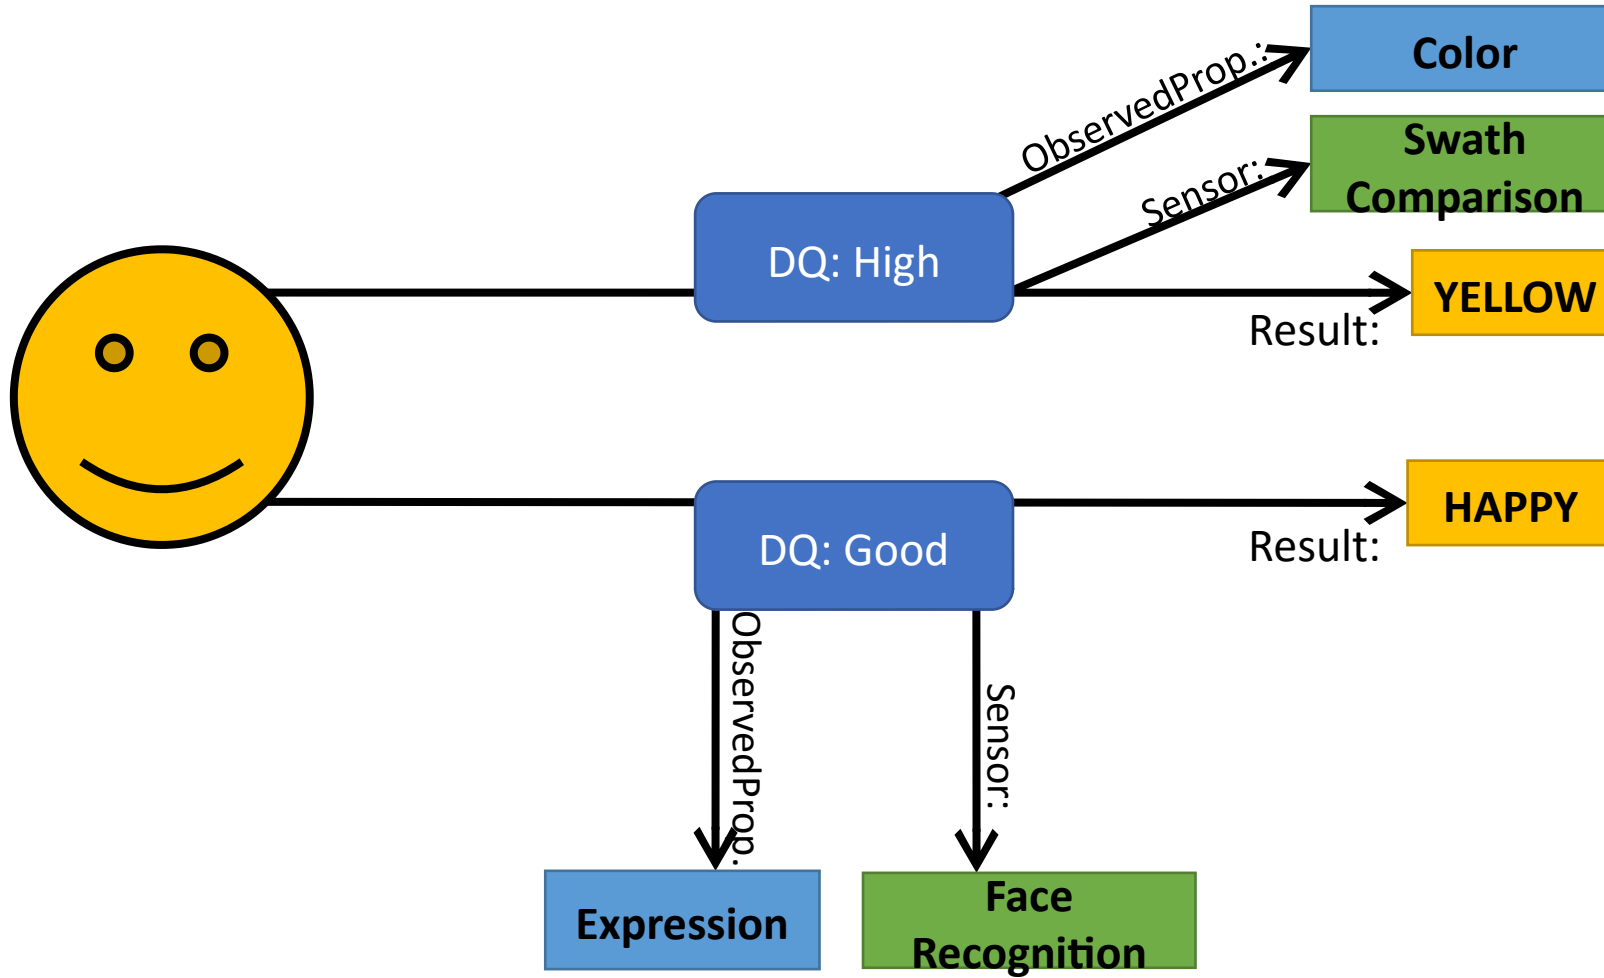 ObservedProp.:
Color
Sensor:
Swath
Comparison
DQ: High
YELLOW
Result:
HAPPY
DQ: Good
Result:
ObservedProp.
Sensor:
Expression
Face
Recognition